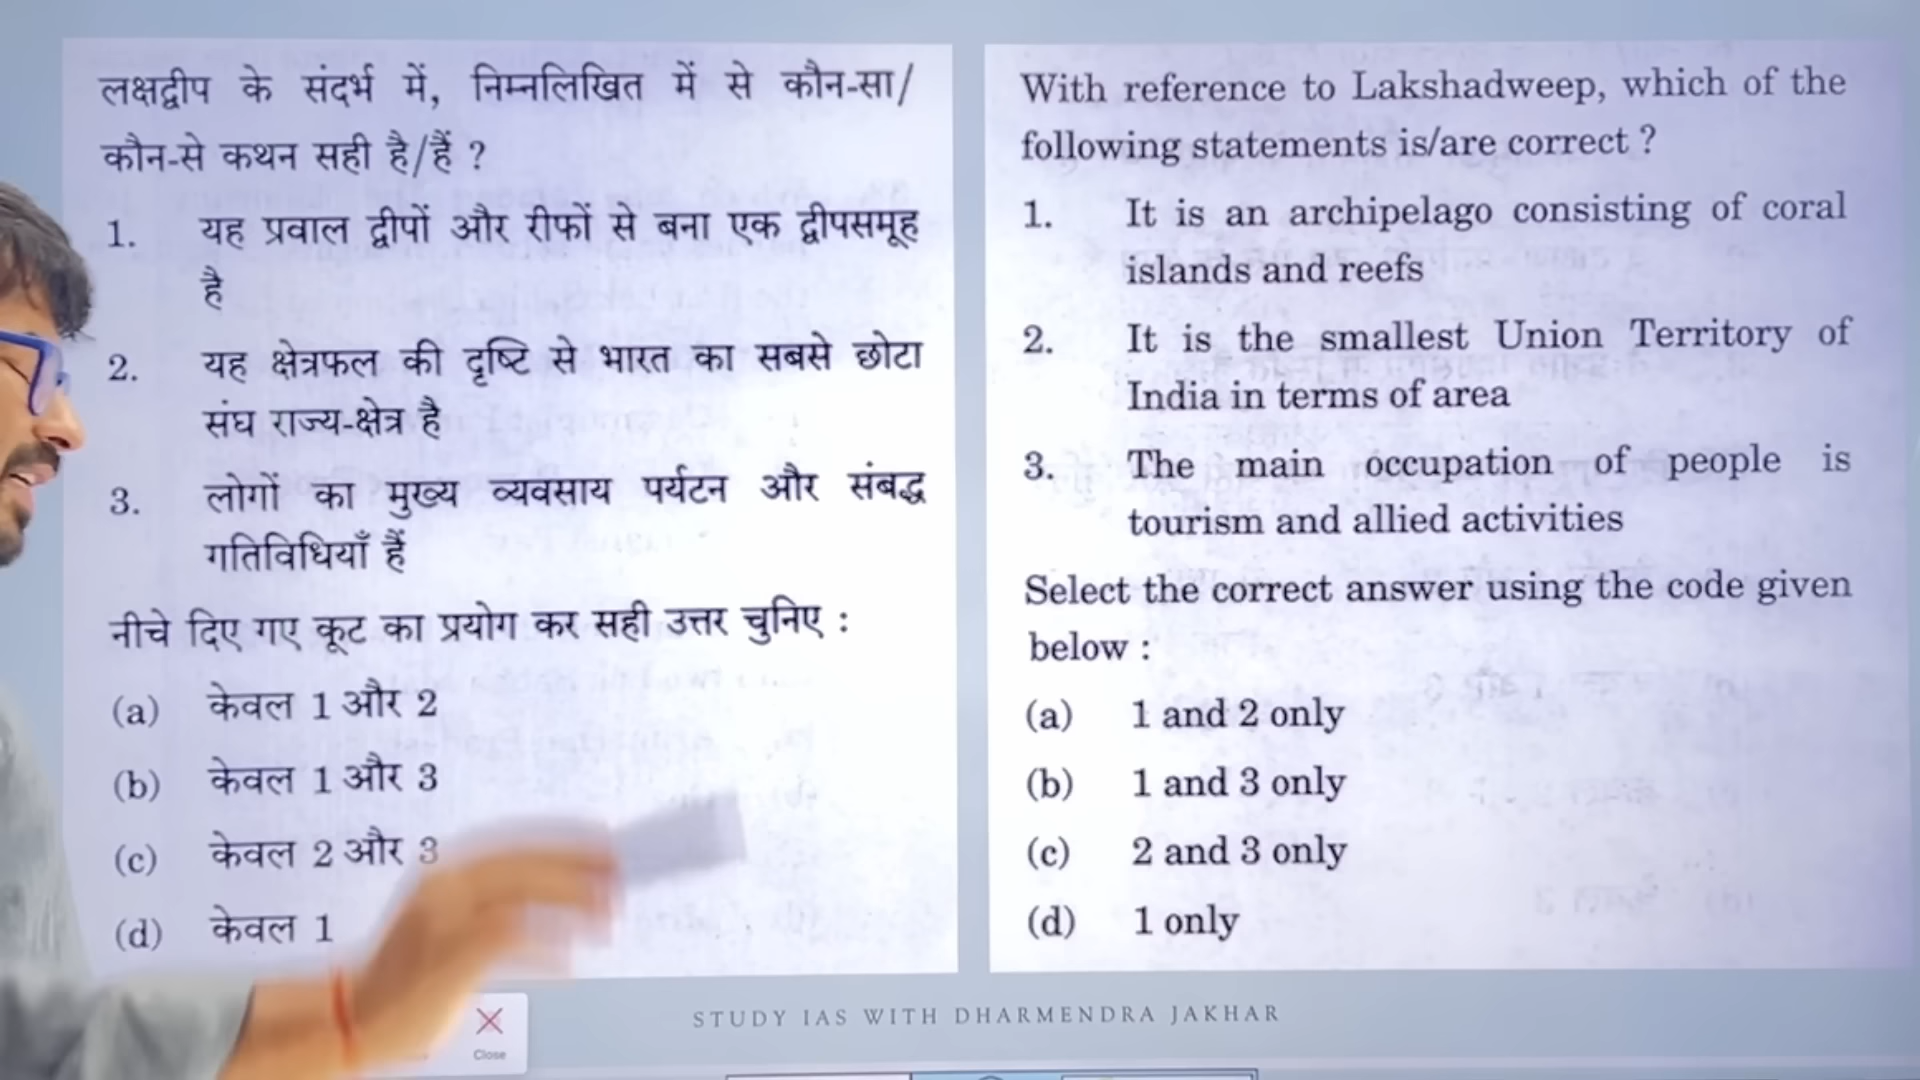 लक्षद्वीप के संदर्भ में, निम्नलिखित में से कौन-सा/
कौन-से कथन सही है/हैं ?
1. यह प्रवाल द्वीपों और रीफों से बना एक द्वीपसमूह
है
2. यह क्षेत्रफल की दृष्टि से भारत का सबसे छोटा
संघ राज्य-क्षेत्र है
3. लोगों का मुख्य व्यवसाय पर्यटन और संबद्ध
गतिविधियाँ हैं
नीचे दिए गए कूट का प्रयोग कर सही उत्तर चुनिए :
(a) केवल 1 और 2
(b) केवल 1 और 3
(c) केवल 2 और 3
(d) केवल 1
With reference to Lakshadweep, which of the
following statements is/are correct ?
1. It is an archipelago consisting of coral
islands and reefs
2. It is the smallest Union Territory of
India in terms of area
3. The main occupation of people is
tourism and allied activities
Select the correct answer using the code given
below :
(a) 1 and 2 only
(b) 1 and 3 only
(c) 2 and 3 only
(d) 1 only
Close
STUDY IAS WITH DHARMENDRA JAKHAR